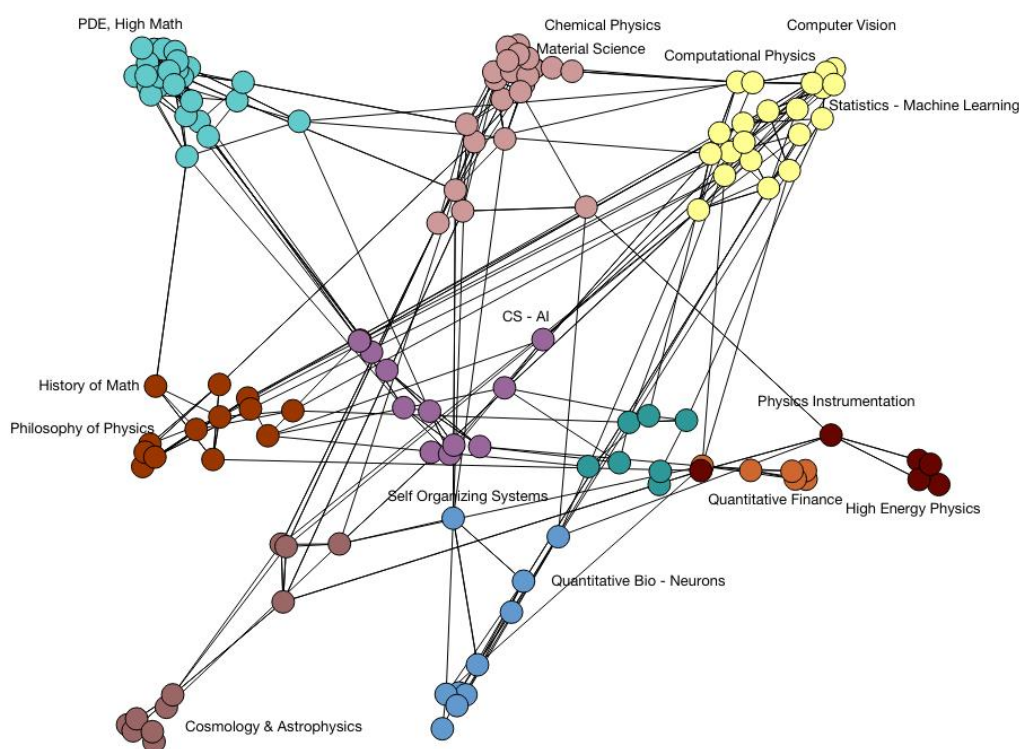 PDE, High Math
Chemical Physics
Computer Vision
Material Science
Computational Physics
Statistics - Machine Learning
CS - AI
History of Math
Physics Instrumentation
Philosophy of Physics
Self Organizing Systems
Quantitative Finance
High Energy Physics
Quantitative Bio - Neurons
Cosmology & Astrophysics